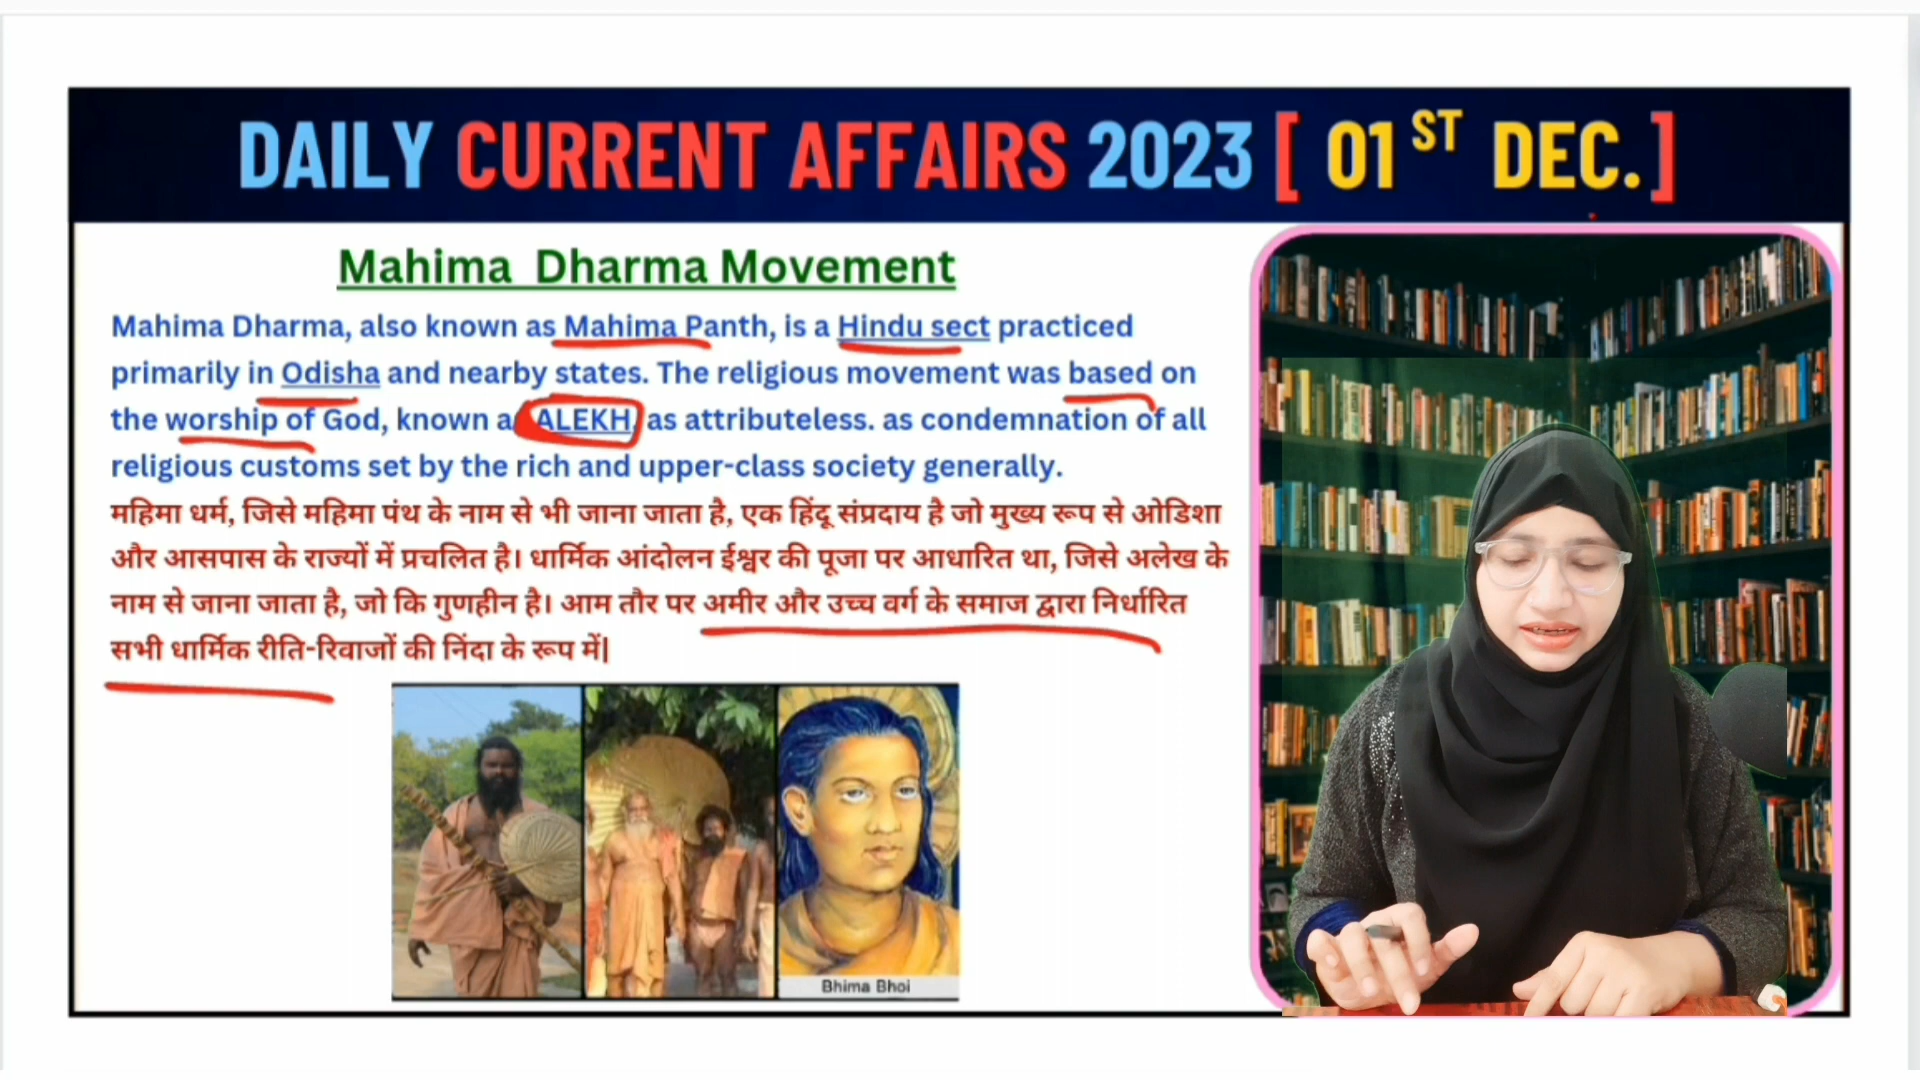 DAILY CURRENT AFFAIRS 2023 [ 01 ST DEC. ]
Mahima Dharma Movement
Mahima Dharma, also known as Mahima Panth, is a Hindu sect practiced
primarily in Odisha and nearby states. The religious movement was based on
the worship of God, known a ALEKH, as attributeless. as condemnation of all
religious customs set by the rich and upper-class society generally.
महिमा धर्म, जिसे महिमा पंथ के नाम से भी जाना जाता है, एक हिंदू संप्रदाय है जो मुख्य रूप से ओडिशा
और आसपास के राज्यों में प्रचलित है। धार्मिक आंदोलन ईश्वर की पूजा पर आधारित था, जिसे अलेख के
नाम से जाना जाता है, जो कि गुणहीन है। आम तौर पर अमीर और उच्च वर्ग के समाज द्वारा निर्धारित
सभी धार्मिक रीति-रिवाजों की निंदा के रूप में|
Bhima Bhoi